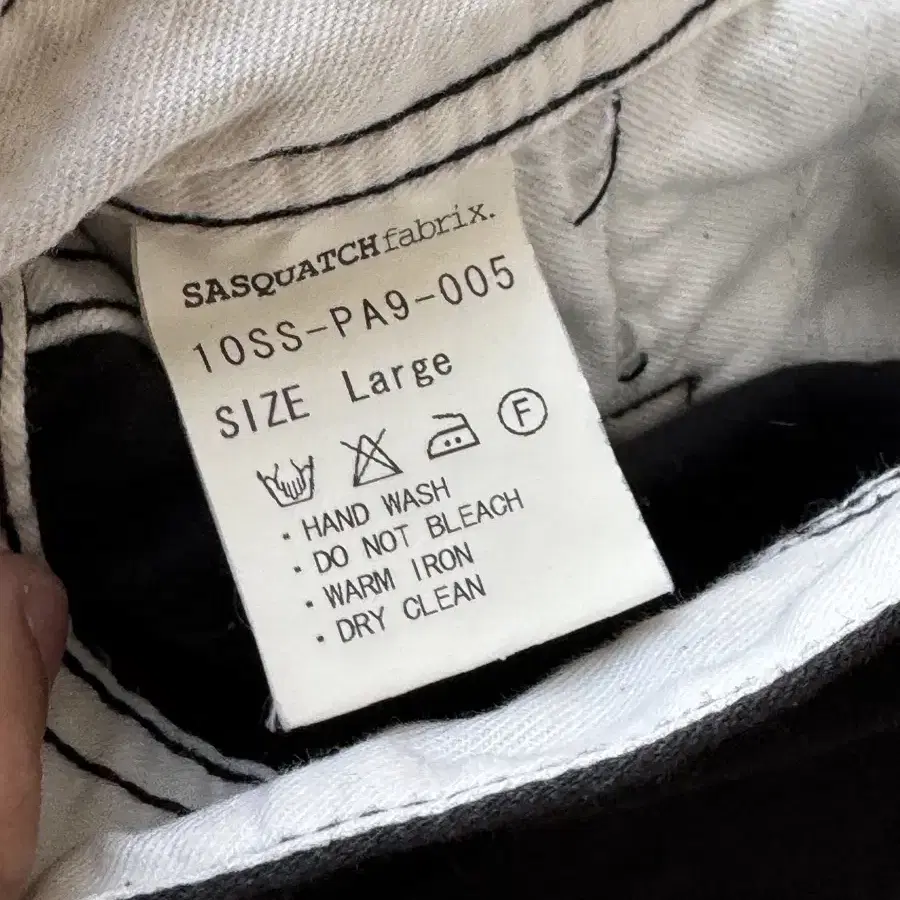 SASQUATCHfabrix.
10SS-PA9-005
SIZE Large
F
・HAND WASH
・DO NOT BLEACH
・WARM IRON
・DRY CLEAN